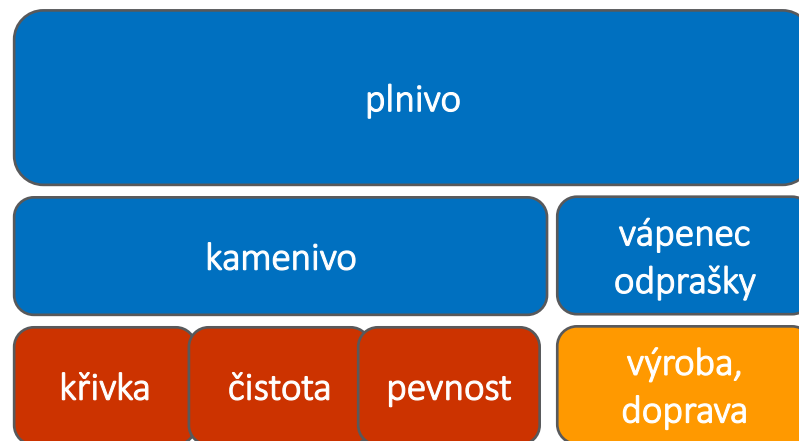 plnivo
kamenivo
vápenec
odprašky
křivka
čistota
pevnost
výroba,
doprava